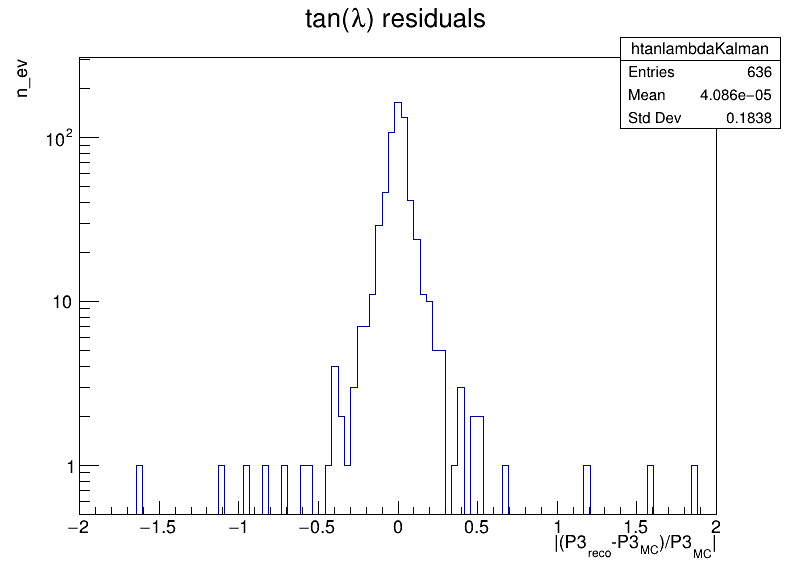 tan(λ) residuals
htanlambdaKalman
Entries 636
Mean 4.086e−05
Std Dev 0.1838
n_ev
10²
10
1
−2 −1.5 −1 −0.5 0 0.5 1 1.5 2
|(P3reco-P3MC)/P3MC|